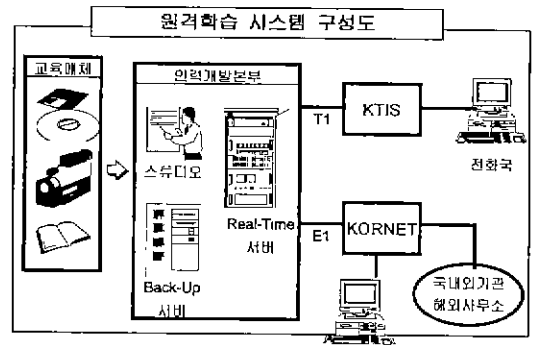 원격학습 시스템 구성도
교육매체
인력개발본부
스튜디오
Real-Time
서버
Back-Up
서버
T1
KTIS
전화국
E1
KORNET
국내외기관
해외사무소